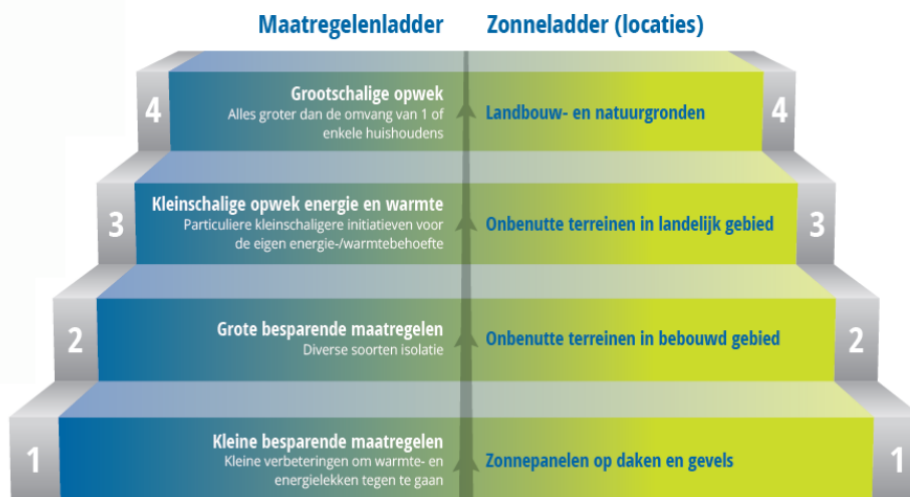 Maatregelenladder
Zonneladder (locaties)
4
Grootschalige opwek
Alles groter dan de omvang van 1 of
enkele huishoudens
Landbouw- en natuurgronden
4
3
Kleinschalige opwek energie en warmte
Particuliere kleinschaligere initiatieven voor
de eigen energie-/warmtebehoefte
Onbenutte terreinen in landelijk gebied
3
2
Grote besparende maatregelen
Diverse soorten isolatie
Onbenutte terreinen in bebouwd gebied
2
1
Kleine besparende maatregelen
Kleine verbeteringen om warmte- en
energielekken tegen te gaan
Zonnepanelen op daken en gevels
1